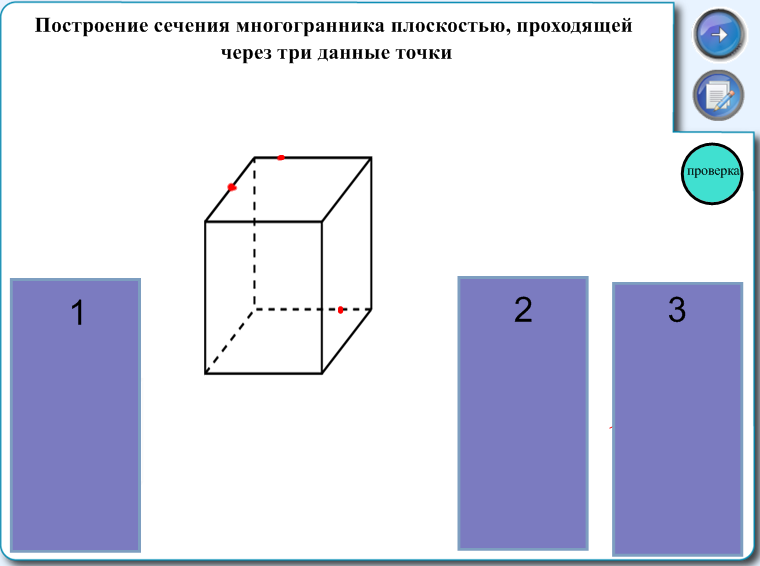 Построение сечения многогранника плоскостью, проходящей
через три данные точки
проверка
1
2
3